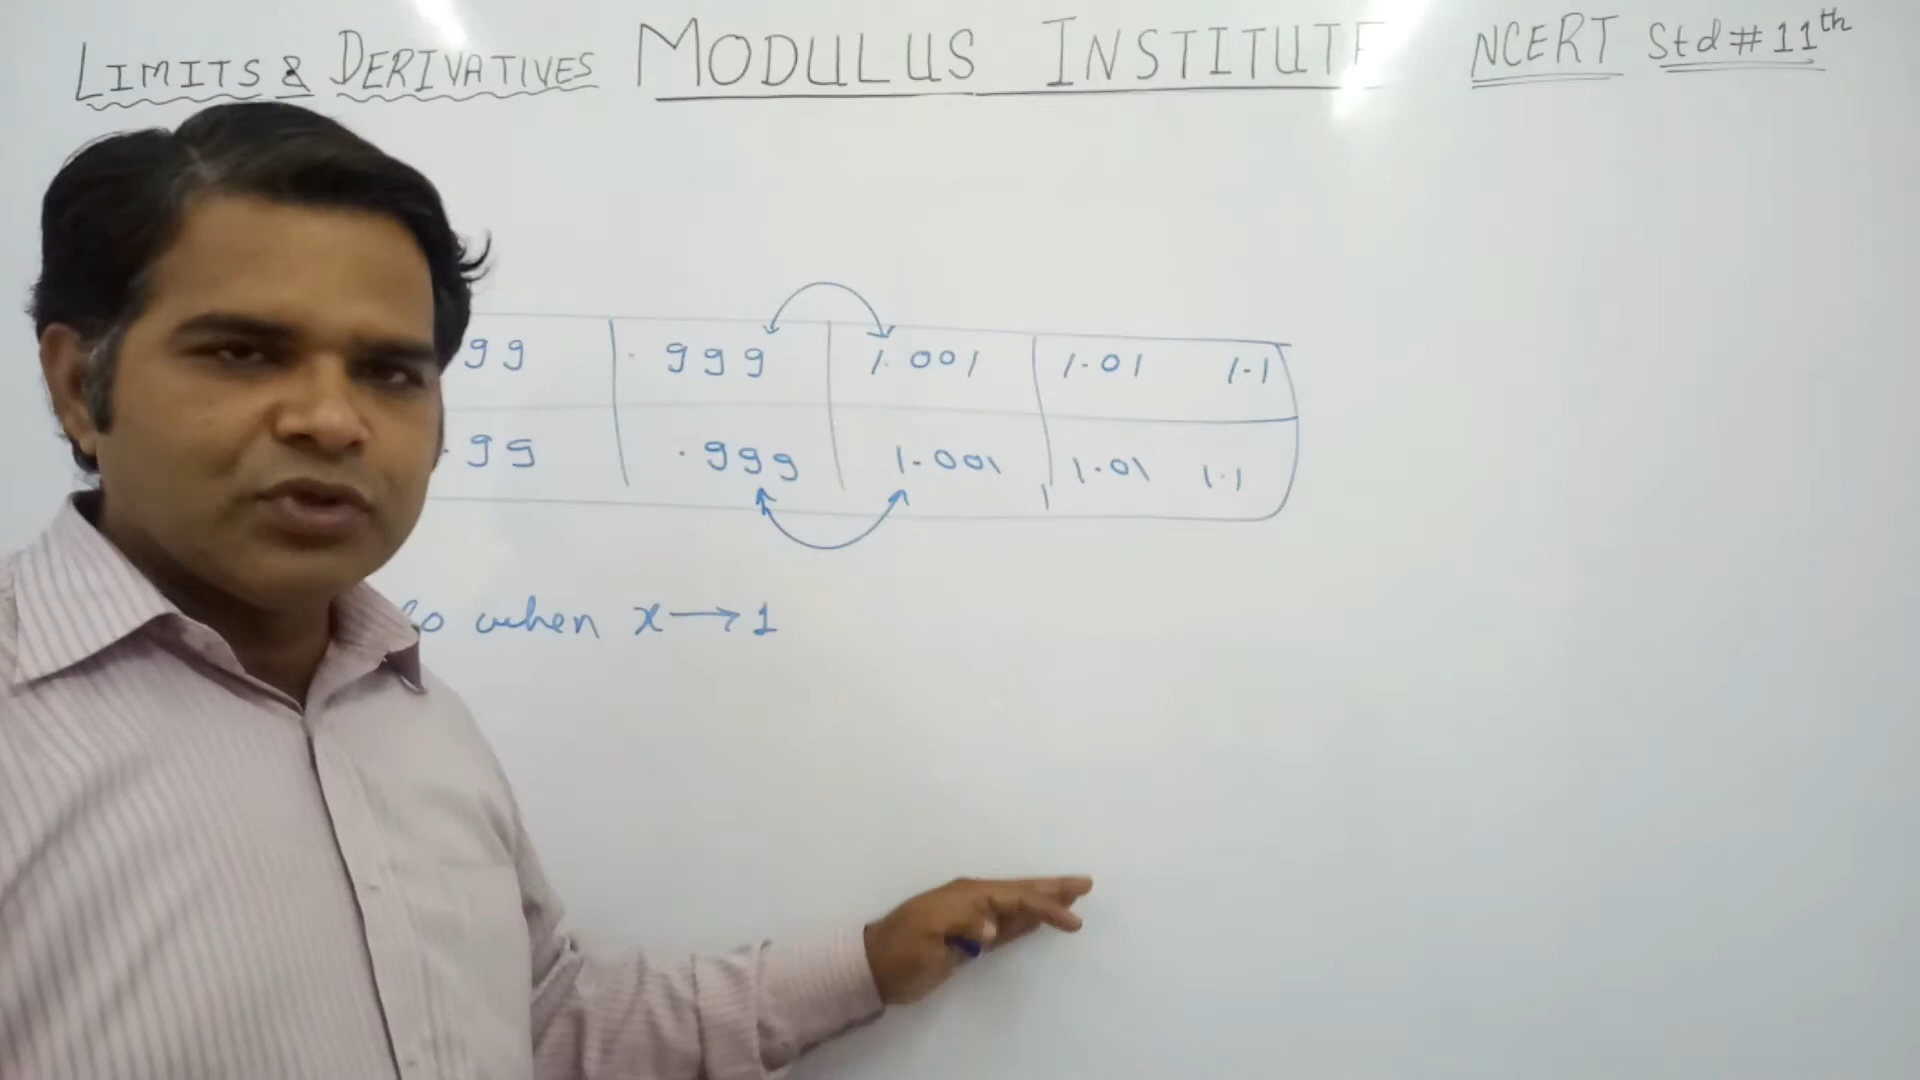 LIMITS & DERIVATIVES MODULUS INSTITUTE NCERT Std # 11th
99 .999 1.001 1.01 1.1
.99 .999 1.001 1.01 1.1
So when x → 1